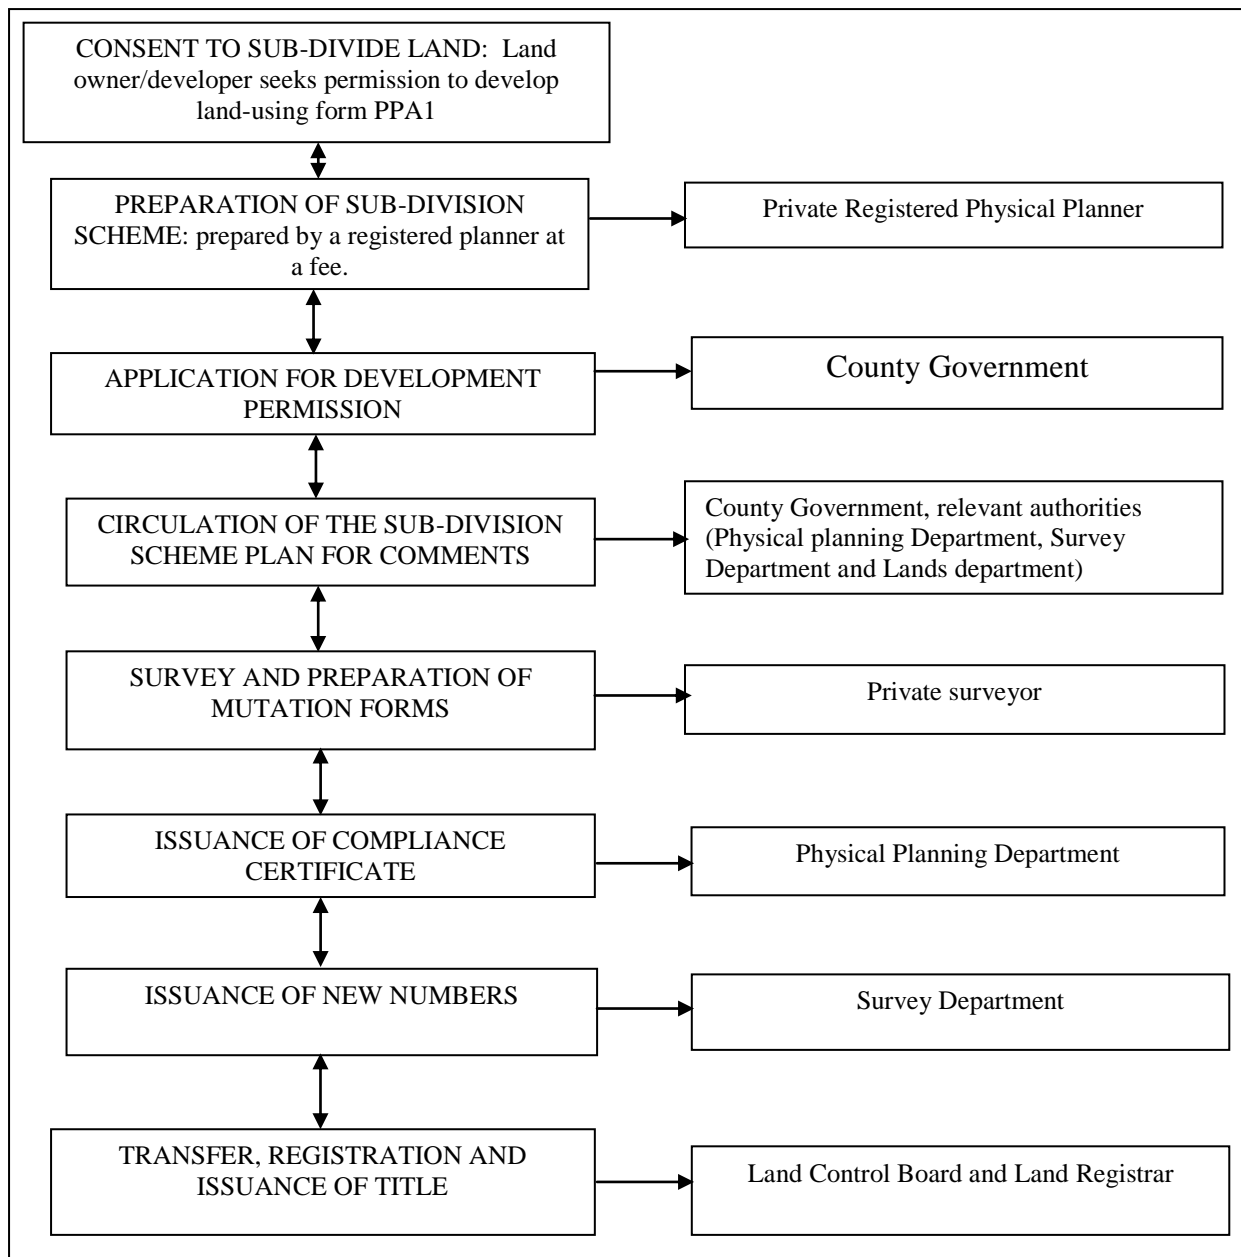 CONSENT TO SUB-DIVIDE LAND: Land
owner/developer seeks permission to develop
land-using form PPA1
PREPARATION OF SUB-DIVISION
SCHEME: prepared by a registered planner at
a fee.
Private Registered Physical Planner
APPLICATION FOR DEVELOPMENT
PERMISSION
County Government
CIRCULATION OF THE SUB-DIVISION
SCHEME PLAN FOR COMMENTS
County Government, relevant authorities
(Physical planning Department, Survey
Department and Lands department)
SURVEY AND PREPARATION OF
MUTATION FORMS
Private surveyor
ISSUANCE OF COMPLIANCE
CERTIFICATE
Physical Planning Department
ISSUANCE OF NEW NUMBERS
Survey Department
TRANSFER, REGISTRATION AND
ISSUANCE OF TITLE
Land Control Board and Land Registrar